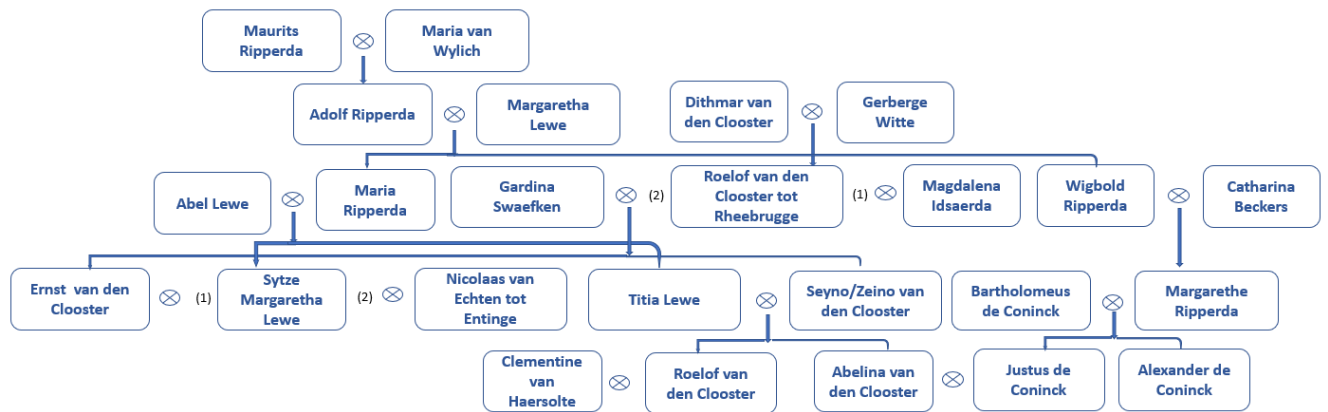 Maurits
Ripperda
Maria van
Wylich
Adolf Ripperda
Margaretha
Lewe
Dithmar van
den Clooster
Gerberge
Witte
Abel Lewe
Maria
Ripperda
Gardina
Swaefken
(2)
Roelof van den
Clooster tot
Rheebrugge
(1)
Magdalena
Idsaerda
Wigbold
Ripperda
Catharina
Beckers
Ernst van den
Clooster
(1)
Sytze
Margaretha
Lewe
(2)
Nicolaas van
Echten tot
Entinge
Titia Lewe
Seyno/Zeino van
den Clooster
Bartholomeus
de Coninck
Margarethe
Ripperda
Clementine
van
Haersolte
Roelof van
den Clooster
Abelina van
den Clooster
Justus de
Coninck
Alexander de
Coninck